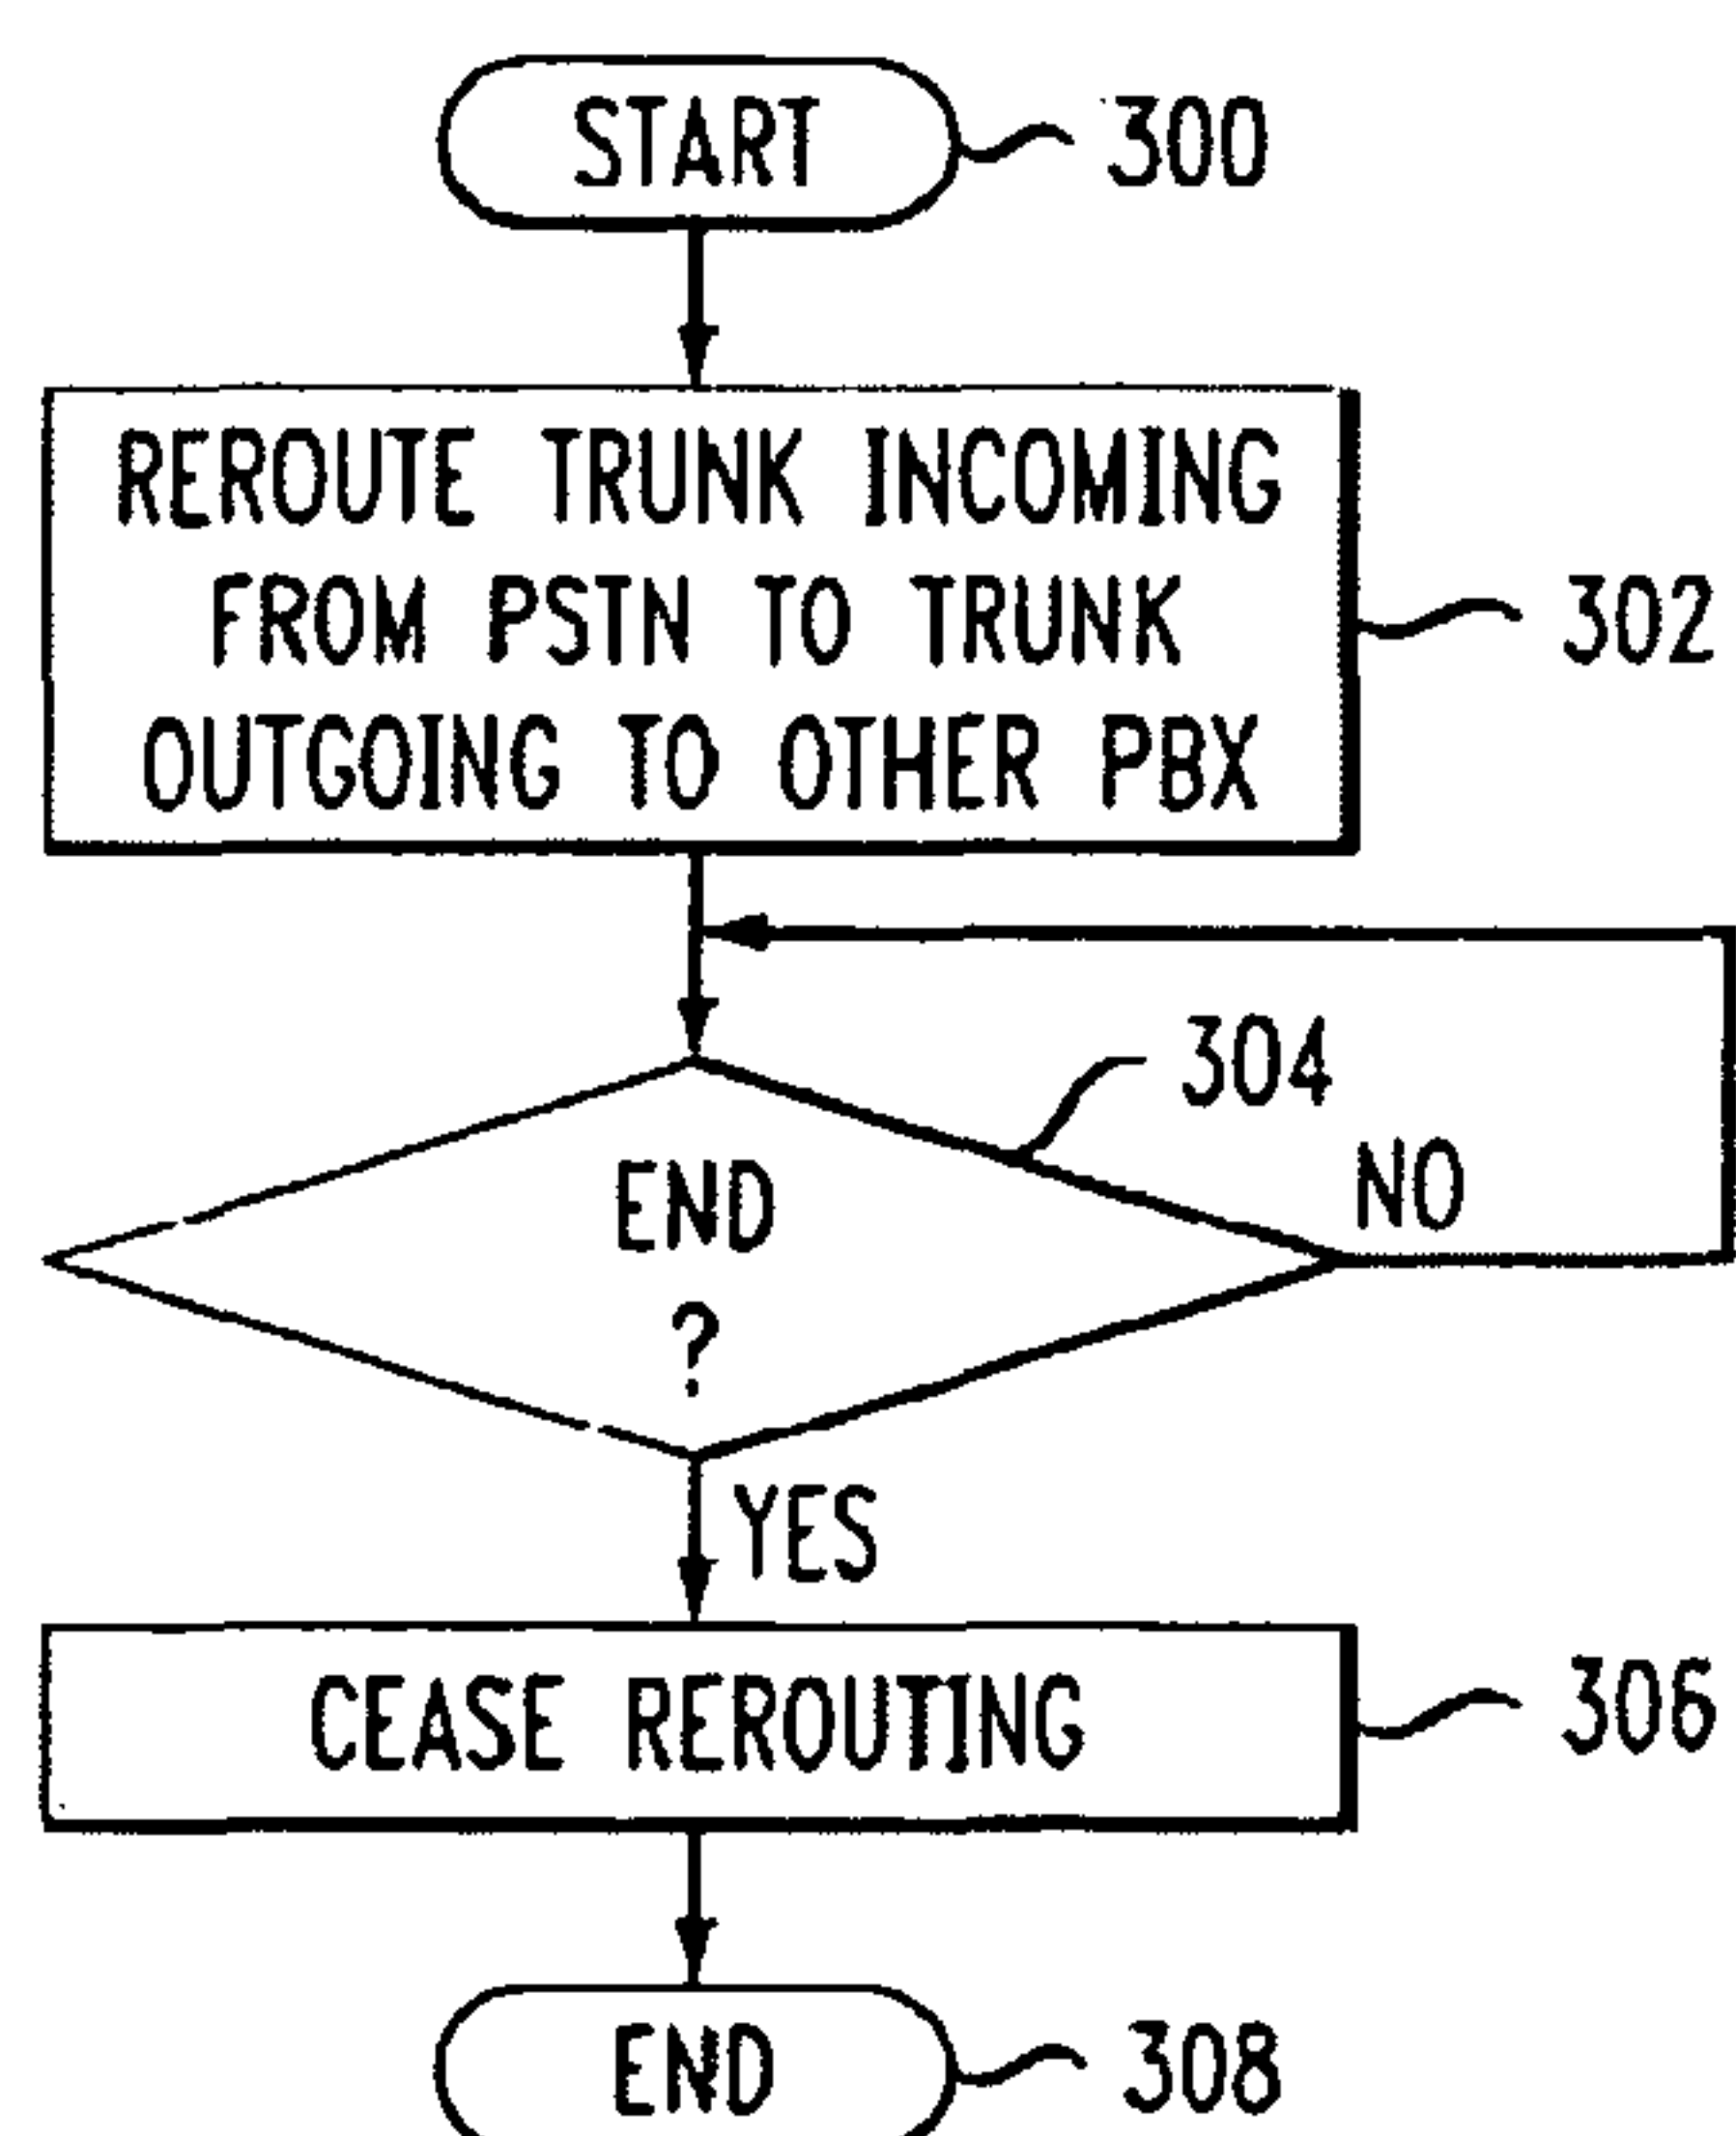 START
300
REROUTE TRUNK INCOMING
FROM PSTN TO TRUNK
OUTGOING TO OTHER PBX
302
304
END
?
NO
YES
CEASE REROUTING
306
END
308